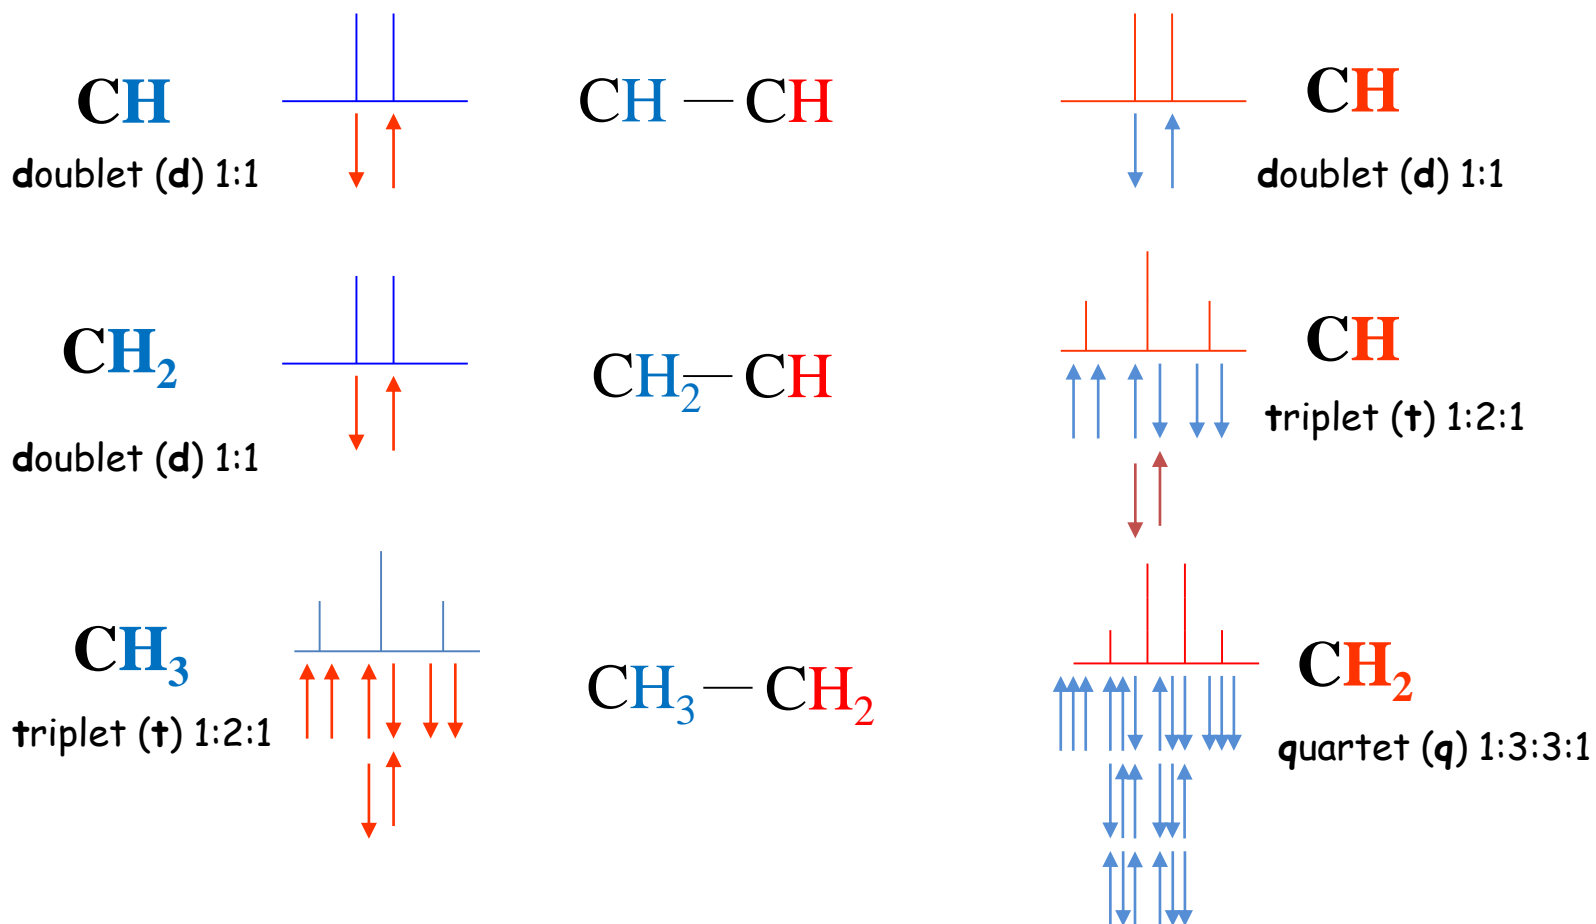 CH
doublet (d) 1:1
CH — CH
CH
doublet (d) 1:1
CH₂
doublet (d) 1:1
CH₂— CH
CH
triplet (t) 1:2:1
CH₃
triplet (t) 1:2:1
CH₃ — CH₂
CH₂
quartet (q) 1:3:3:1